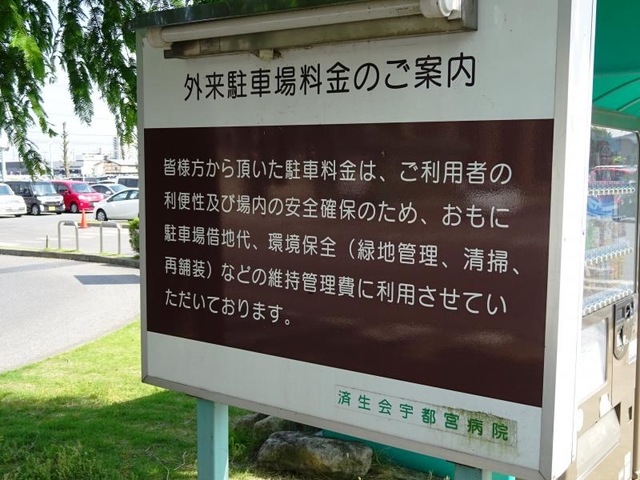 外来駐車場料金のご案内
皆様方から頂いた駐車料金は、ご利用者の
利便性及び場内の安全確保のため、おもに
駐車場借地代、環境保全（緑地管理、清掃、
再舗装）などの維持管理費に利用させてい
ただいております。
済生会宇都宮病院